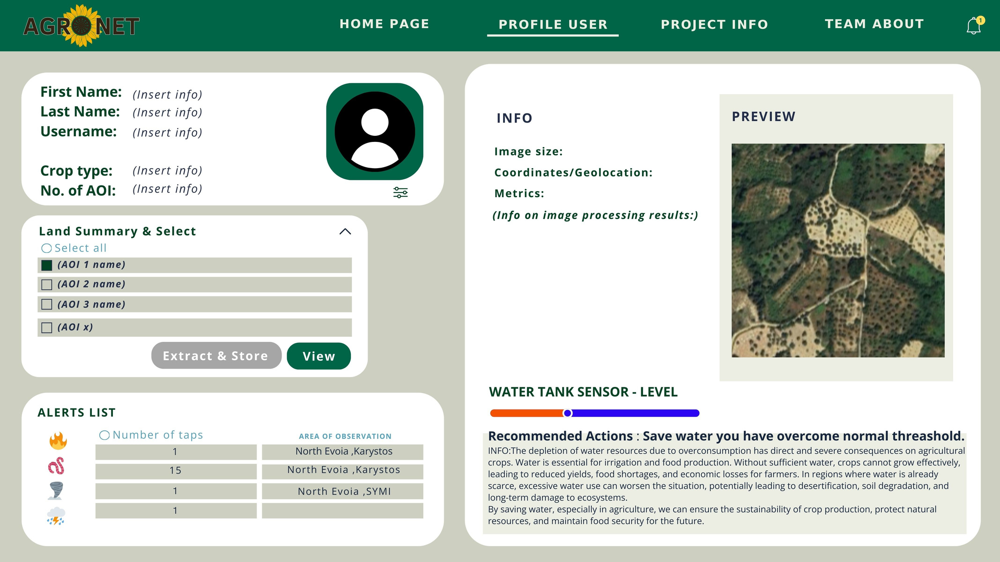 AGRONET
HOME PAGE
PROFILE USER
PROJECT INFO
TEAM ABOUT
1
First Name: (Insert info)
Last Name: (Insert info)
Username: (Insert info)
Crop type: (Insert info)
No. of AOI: (Insert info)
Land Summary & Select
Select all
(AOI 1 name)
(AOI 2 name)
(AOI 3 name)
(AOI x)
Extract & Store
View
ALERTS LIST
Number of taps
AREA OF OBSERVATION
1
North Evoia ,Karystos
15
North Evoia ,Karystos
1
North Evoia ,SYMI
1
INFO
Image size:
Coordinates/Geolocation:
Metrics:
(Info on image processing results:)
PREVIEW
WATER TANK SENSOR - LEVEL
Recommended Actions : Save water you have overcome normal threashold.
INFO:The depletion of water resources due to overconsumption has direct and severe consequences on agricultural
crops. Water is essential for irrigation and food production. Without sufficient water, crops cannot grow effectively,
leading to reduced yields, food shortages, and economic losses for farmers. In regions where water is already
scarce, excessive water use can worsen the situation, potentially leading to desertification, soil degradation, and
long-term damage to ecosystems.
By saving water, especially in agriculture, we can ensure the sustainability of crop production, protect natural
resources, and maintain food security for the future.